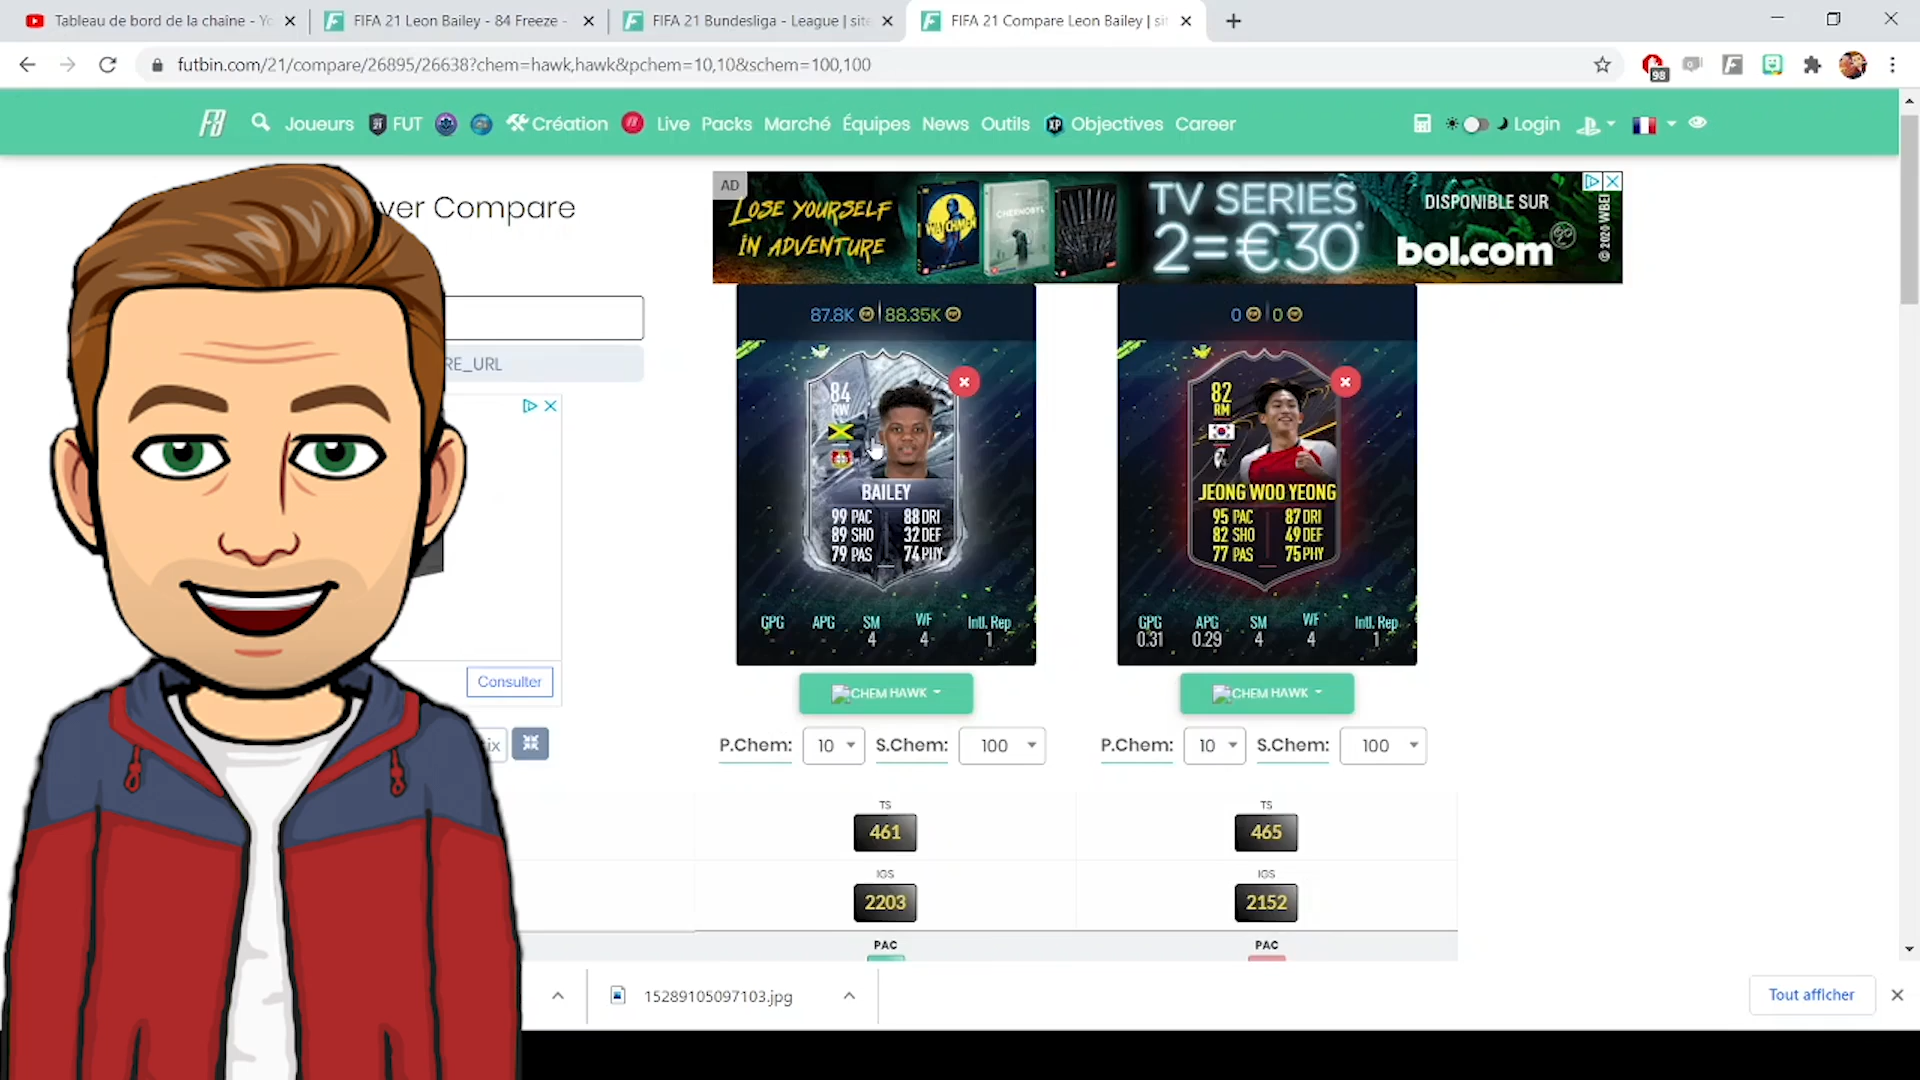 Tableau de bord de la chaîne - Yo
FIFA 21 Leon Bailey - 84 Freeze -
FIFA 21 Bundesliga - League | site
FIFA 21 Compare Leon Bailey | sit
futbin.com/21/compare/26895/26638?chem=hawk,hawk&pchem=10,10&schem=100,100
98
Joueurs
FUT
Création
Live
Packs
Marché
Équipes
News
Outils
XP
Objectives
Career
Login
yer Compare
AD
LOSE YOURSELF
IN ADVENTURE
WATCHMEN
CHERNOBYL
TV SERIES
2=€30*
DISPONIBLE SUR
bol.com
© 2020 WBEI
RE_URL
Consulter
ix
87.8K | 88.35K
84
RW
BAILEY
99 PAC 88 DRI
89 SHO 32 DEF
79 PAS 74 PHY
GPG APG SM WF Intl. Rep
- - 4 4 1
CHEM HAWK
P.Chem: 10 S.Chem: 100
0 | 0
82
RM
JEONG WOO YEONG
95 PAC 87 DRI
82 SHO 49 DEF
77 PAS 75 PHY
GPG APG SM WF Intl. Rep
0.31 0.29 4 4 1
CHEM HAWK
P.Chem: 10 S.Chem: 100
TS TS
461 465
IGS IGS
2203 2152
PAC PAC
15289105097103.jpg
Tout afficher